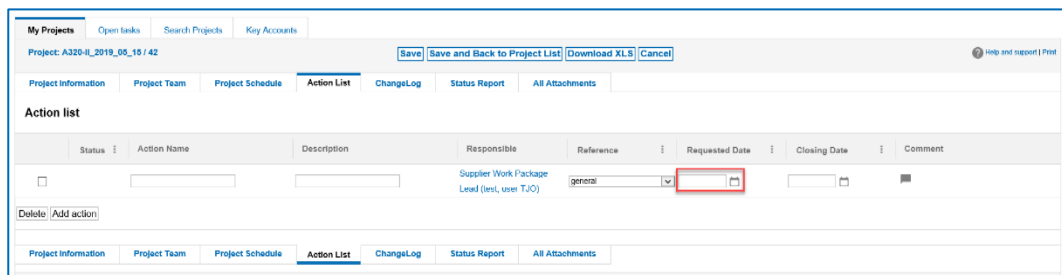 My Projects Open tasks Search Projects Key Accounts
Project: A320-II_2019_05_15 / 42 Save Save and Back to Project List Download XLS Cancel Help and support | Print
Project Information Project Team Project Schedule Action List ChangeLog Status Report All Attachments
Action list
Status Action Name Description Responsible Reference Requested Date Closing Date Comment
Supplier Work Package
Lead (test, user TJO) general
Delete Add action
Project Information Project Team Project Schedule Action List ChangeLog Status Report All Attachments